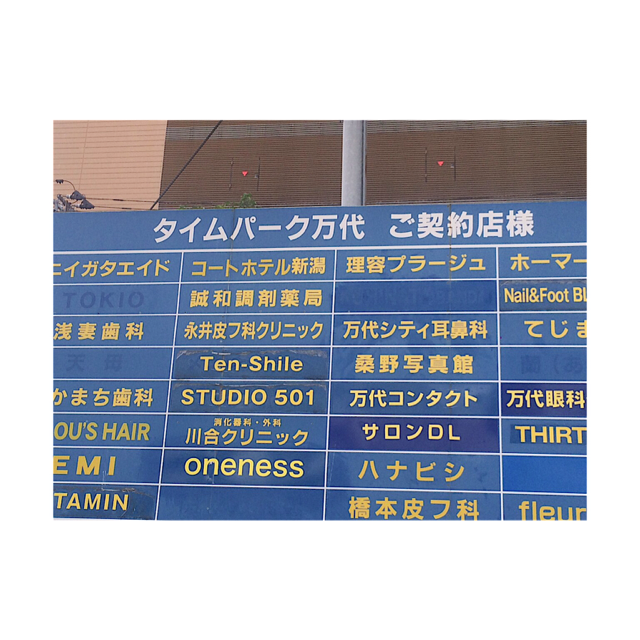 タイムパーク万代 ご契約店様
エイガタエイド コートホテル新潟 理容プラージュ ホーマー
TOKIO 誠和調剤薬局 Nail&Foot BL
浅妻歯科 永井皮フ科クリニック 万代シティ耳鼻科 てじま
Ten-Shile 桑野写真館
かまち歯科 STUDIO 501 万代コンタクト 万代眼科
OU'S HAIR 消化器科・外科 川合クリニック サロンDL THIRT
EMI oneness ハナビシ
TAMIN 橋本皮フ科 fleur